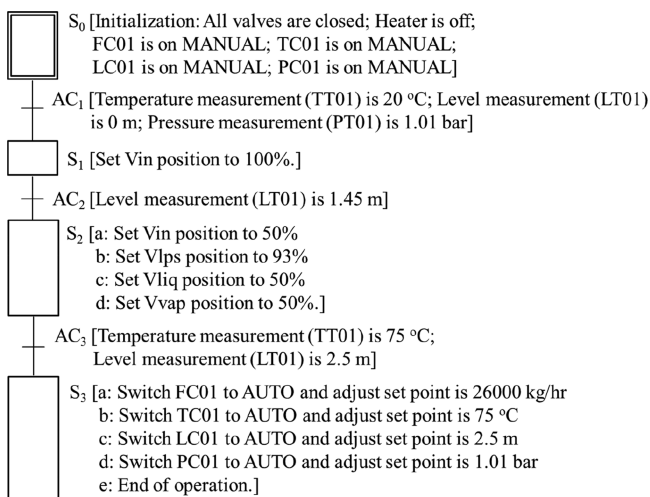 S₀ [Initialization: All valves are closed; Heater is off;
FC01 is on MANUAL; TC01 is on MANUAL;
LC01 is on MANUAL; PC01 is on MANUAL]
AC₁ [Temperature measurement (TT01) is 20 °C; Level measurement (LT01)
is 0 m; Pressure measurement (PT01) is 1.01 bar]
S₁ [Set Vin position to 100%.]
AC₂ [Level measurement (LT01) is 1.45 m]
S₂ [a: Set Vin position to 50%
b: Set Vlps position to 93%
c: Set Vliq position to 50%
d: Set Vvap position to 50%.]
AC₃ [Temperature measurement (TT01) is 75 °C;
Level measurement (LT01) is 2.5 m]
S₃ [a: Switch FC01 to AUTO and adjust set point is 26000 kg/hr
b: Switch TC01 to AUTO and adjust set point is 75 °C
c: Switch LC01 to AUTO and adjust set point is 2.5 m
d: Switch PC01 to AUTO and adjust set point is 1.01 bar
e: End of operation.]